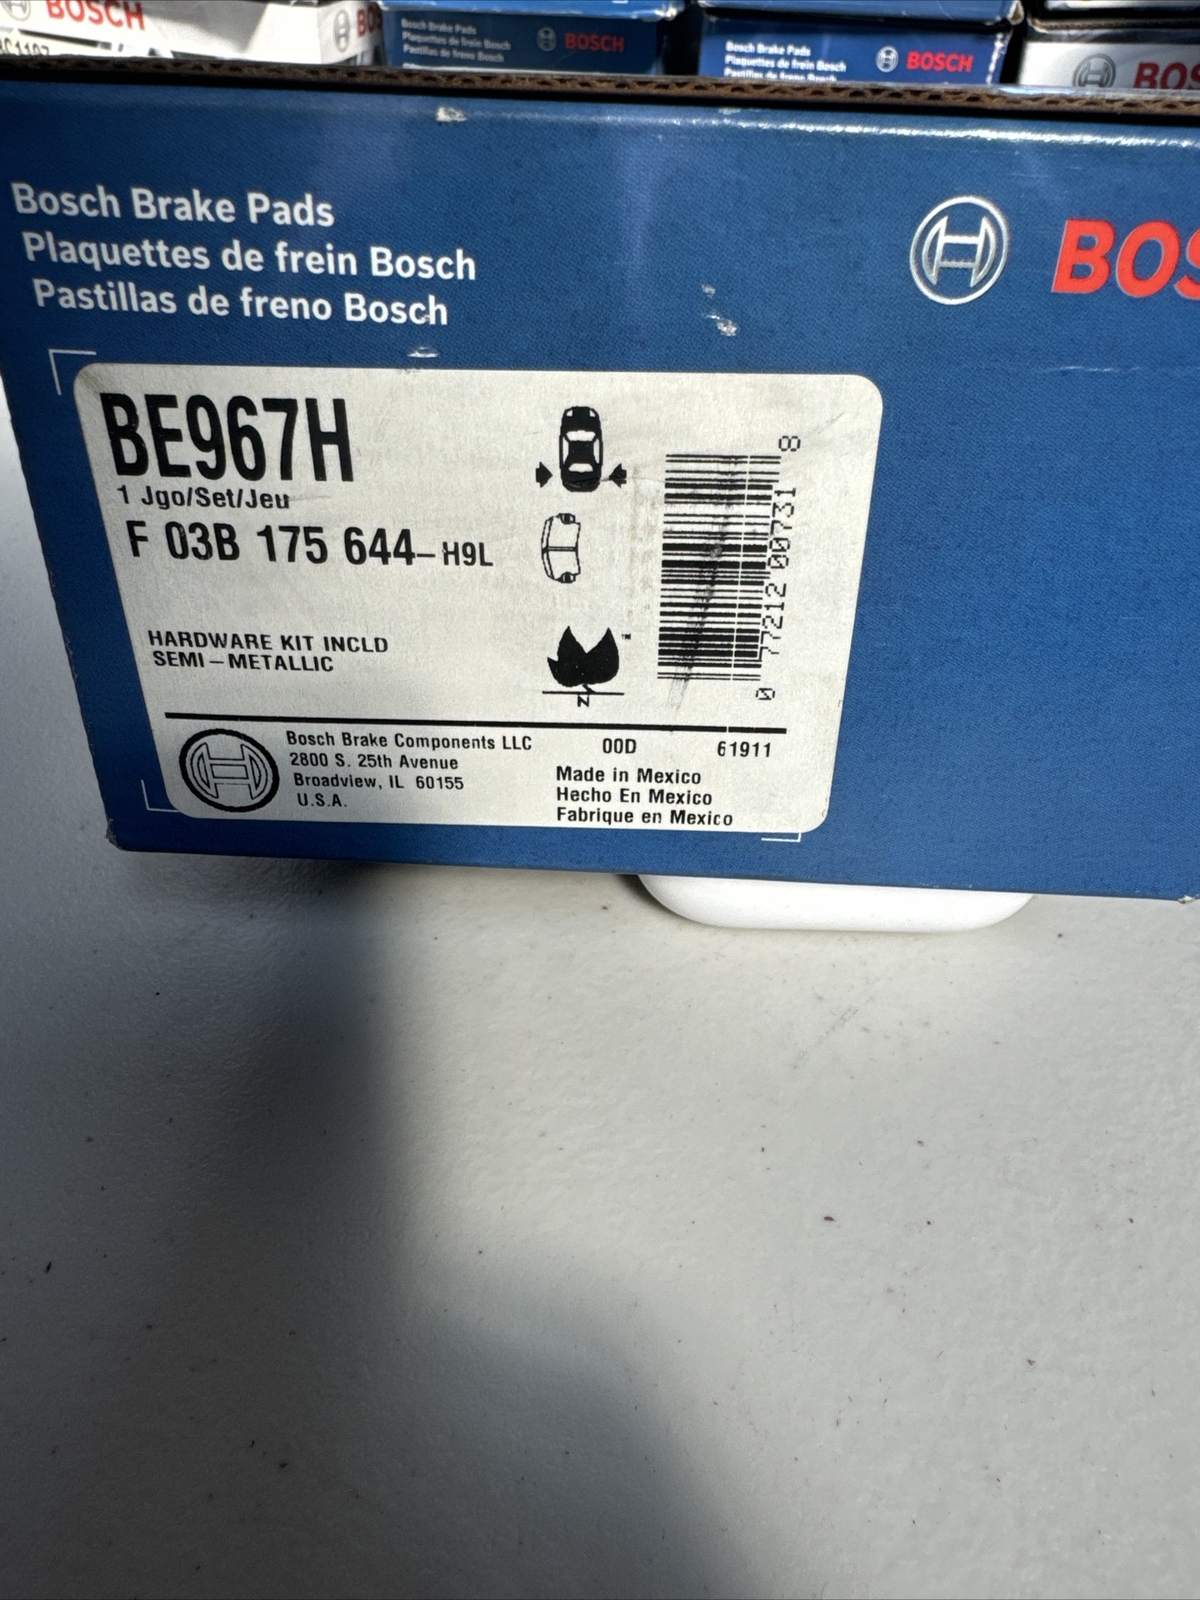 BOSCH
Bosch Brake Pads
Plaquettes de frein Bosch
Pastillas de freno Bosch
BOSCH
Bosch Brake Pads
Plaquettes de frein Bosch
Pastillas de freno Bosch
BOSCH
BOS
Bosch Brake Pads
Plaquettes de frein Bosch
Pastillas de freno Bosch
BOS
BE967H
1 Jgo/Set/Jeu
F 03B 175 644-H9L
HARDWARE KIT INCLD
SEMI-METALLIC
™
N
0 77212 00731 8
Bosch Brake Components LLC
2800 S. 25th Avenue
Broadview, IL 60155
U.S.A.
00D 61911
Made in Mexico
Hecho En Mexico
Fabrique en Mexico